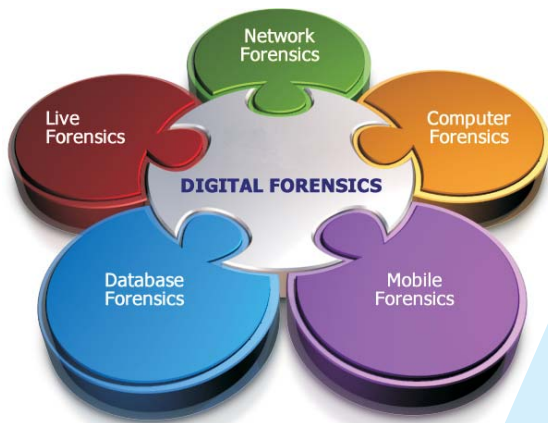 Network
Forensics
Live
Forensics
Computer
Forensics
DIGITAL FORENSICS
Database
Forensics
Mobile
Forensics